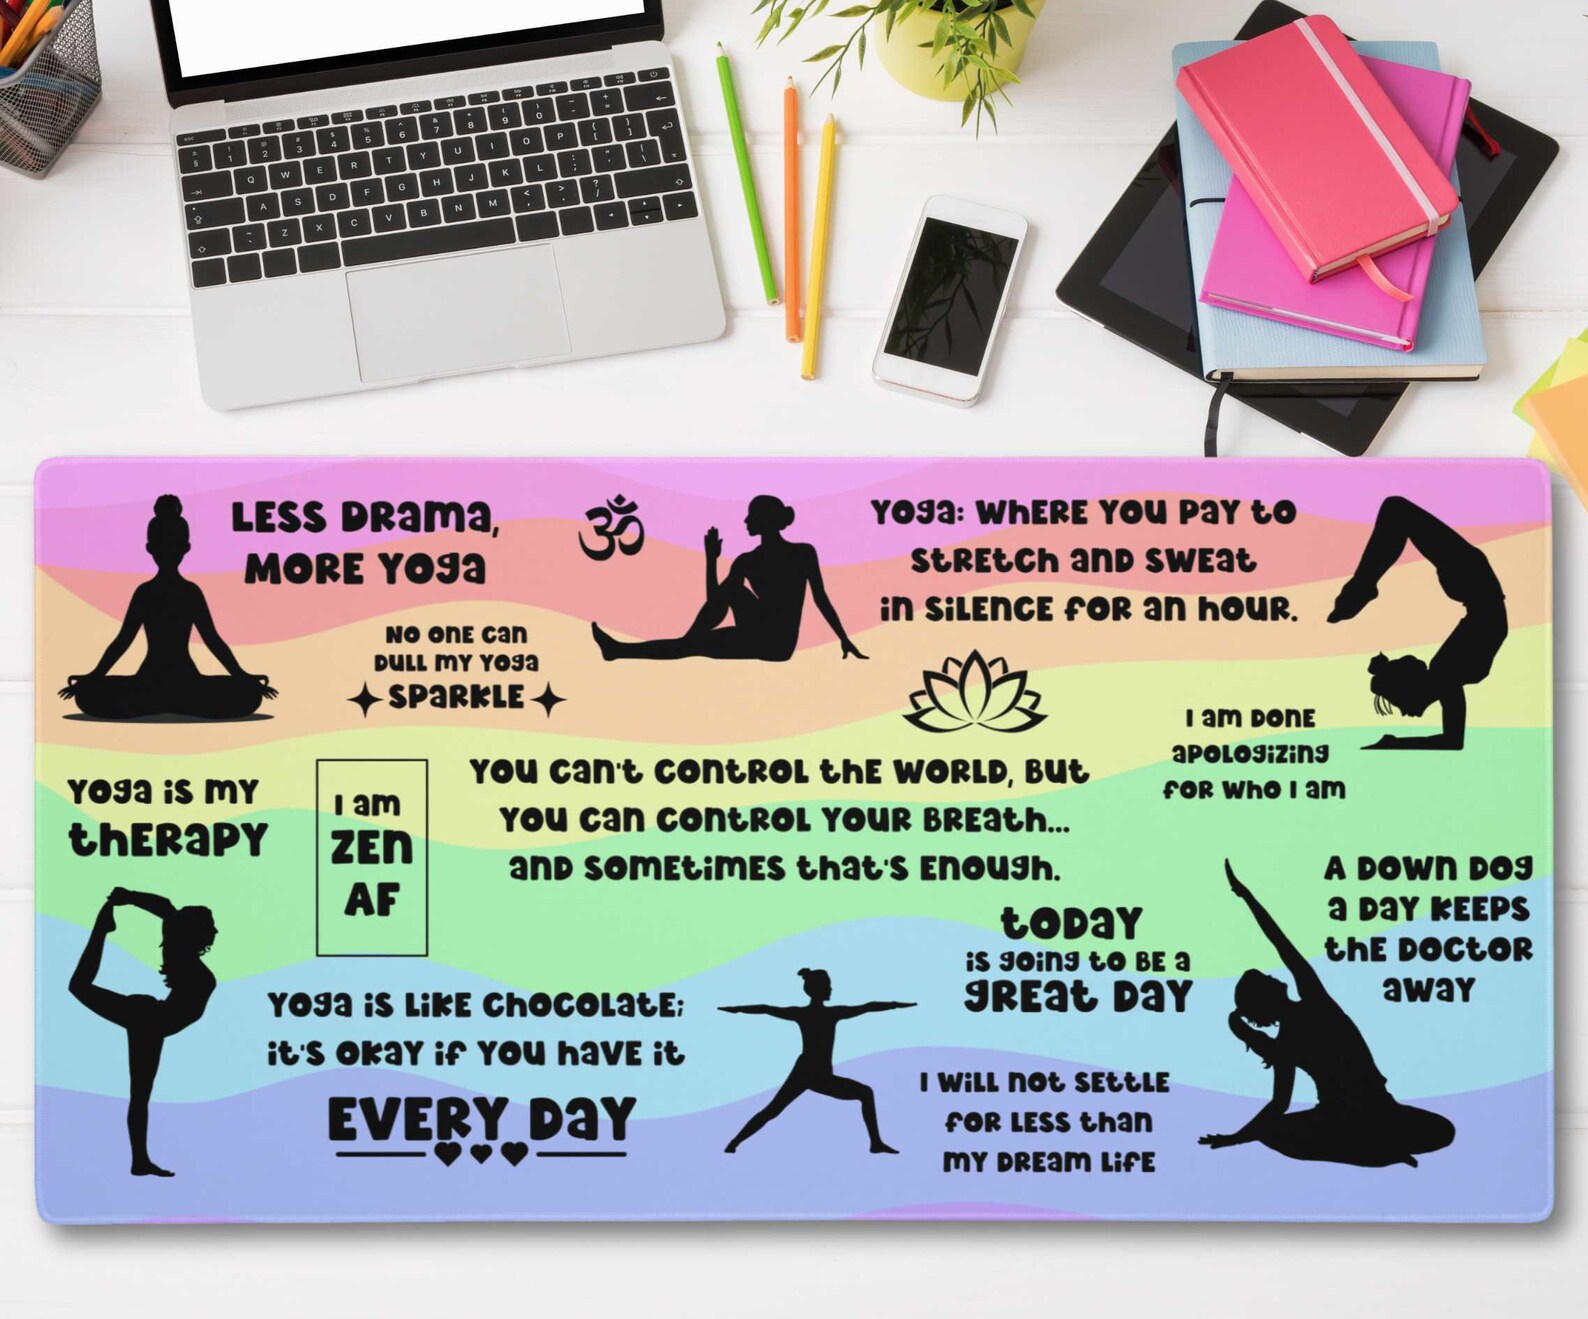 LESS DRAMA,
MORE YOGA
ॐ
YOGA: WHERE YOU PAY TO
STRETCH AND SWEAT
IN SILENCE FOR AN HOUR.
NO ONE CAN
DULL MY YOGA
SPARKLE
I AM DONE
APOLOGIZING
FOR WHO I AM
YOGA IS MY
THERAPY
I AM
ZEN
AF
YOU CAN'T CONTROL THE WORLD, BUT
YOU CAN CONTROL YOUR BREATH...
AND SOMETIMES THAT'S ENOUGH.
A DOWN DOG
A DAY KEEPS
THE DOCTOR
AWAY
TODAY
IS GOING TO BE A
GREAT DAY
YOGA IS LIKE CHOCOLATE;
IT'S OKAY IF YOU HAVE IT
EVERY DAY
I WILL NOT SETTLE
FOR LESS THAN
MY DREAM LIFE